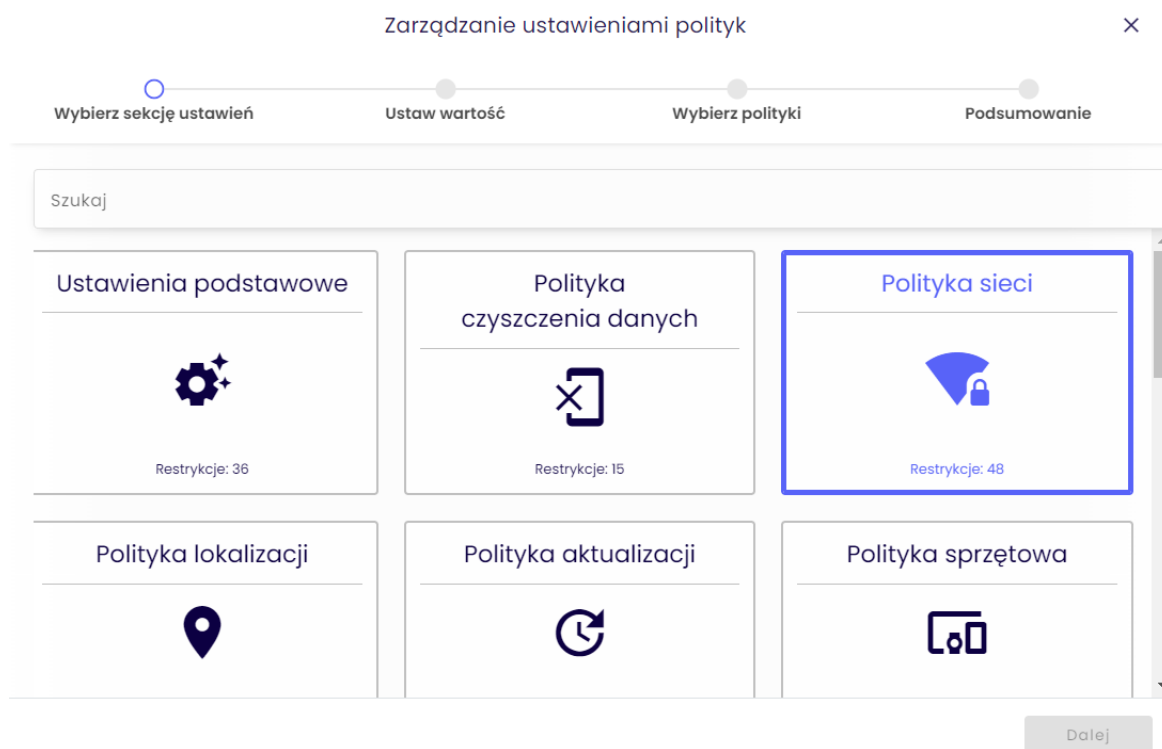 Zarządzanie ustawieniami polityk
Wybierz sekcję ustawień
Ustaw wartość
Wybierz polityki
Podsumowanie
Szukaj
Ustawienia podstawowe
Restrykcje: 36
Polityka
czyszczenia danych
Restrykcje: 15
Polityka sieci
Restrykcje: 48
Polityka lokalizacji
Polityka aktualizacji
Polityka sprzętowa
Dalej